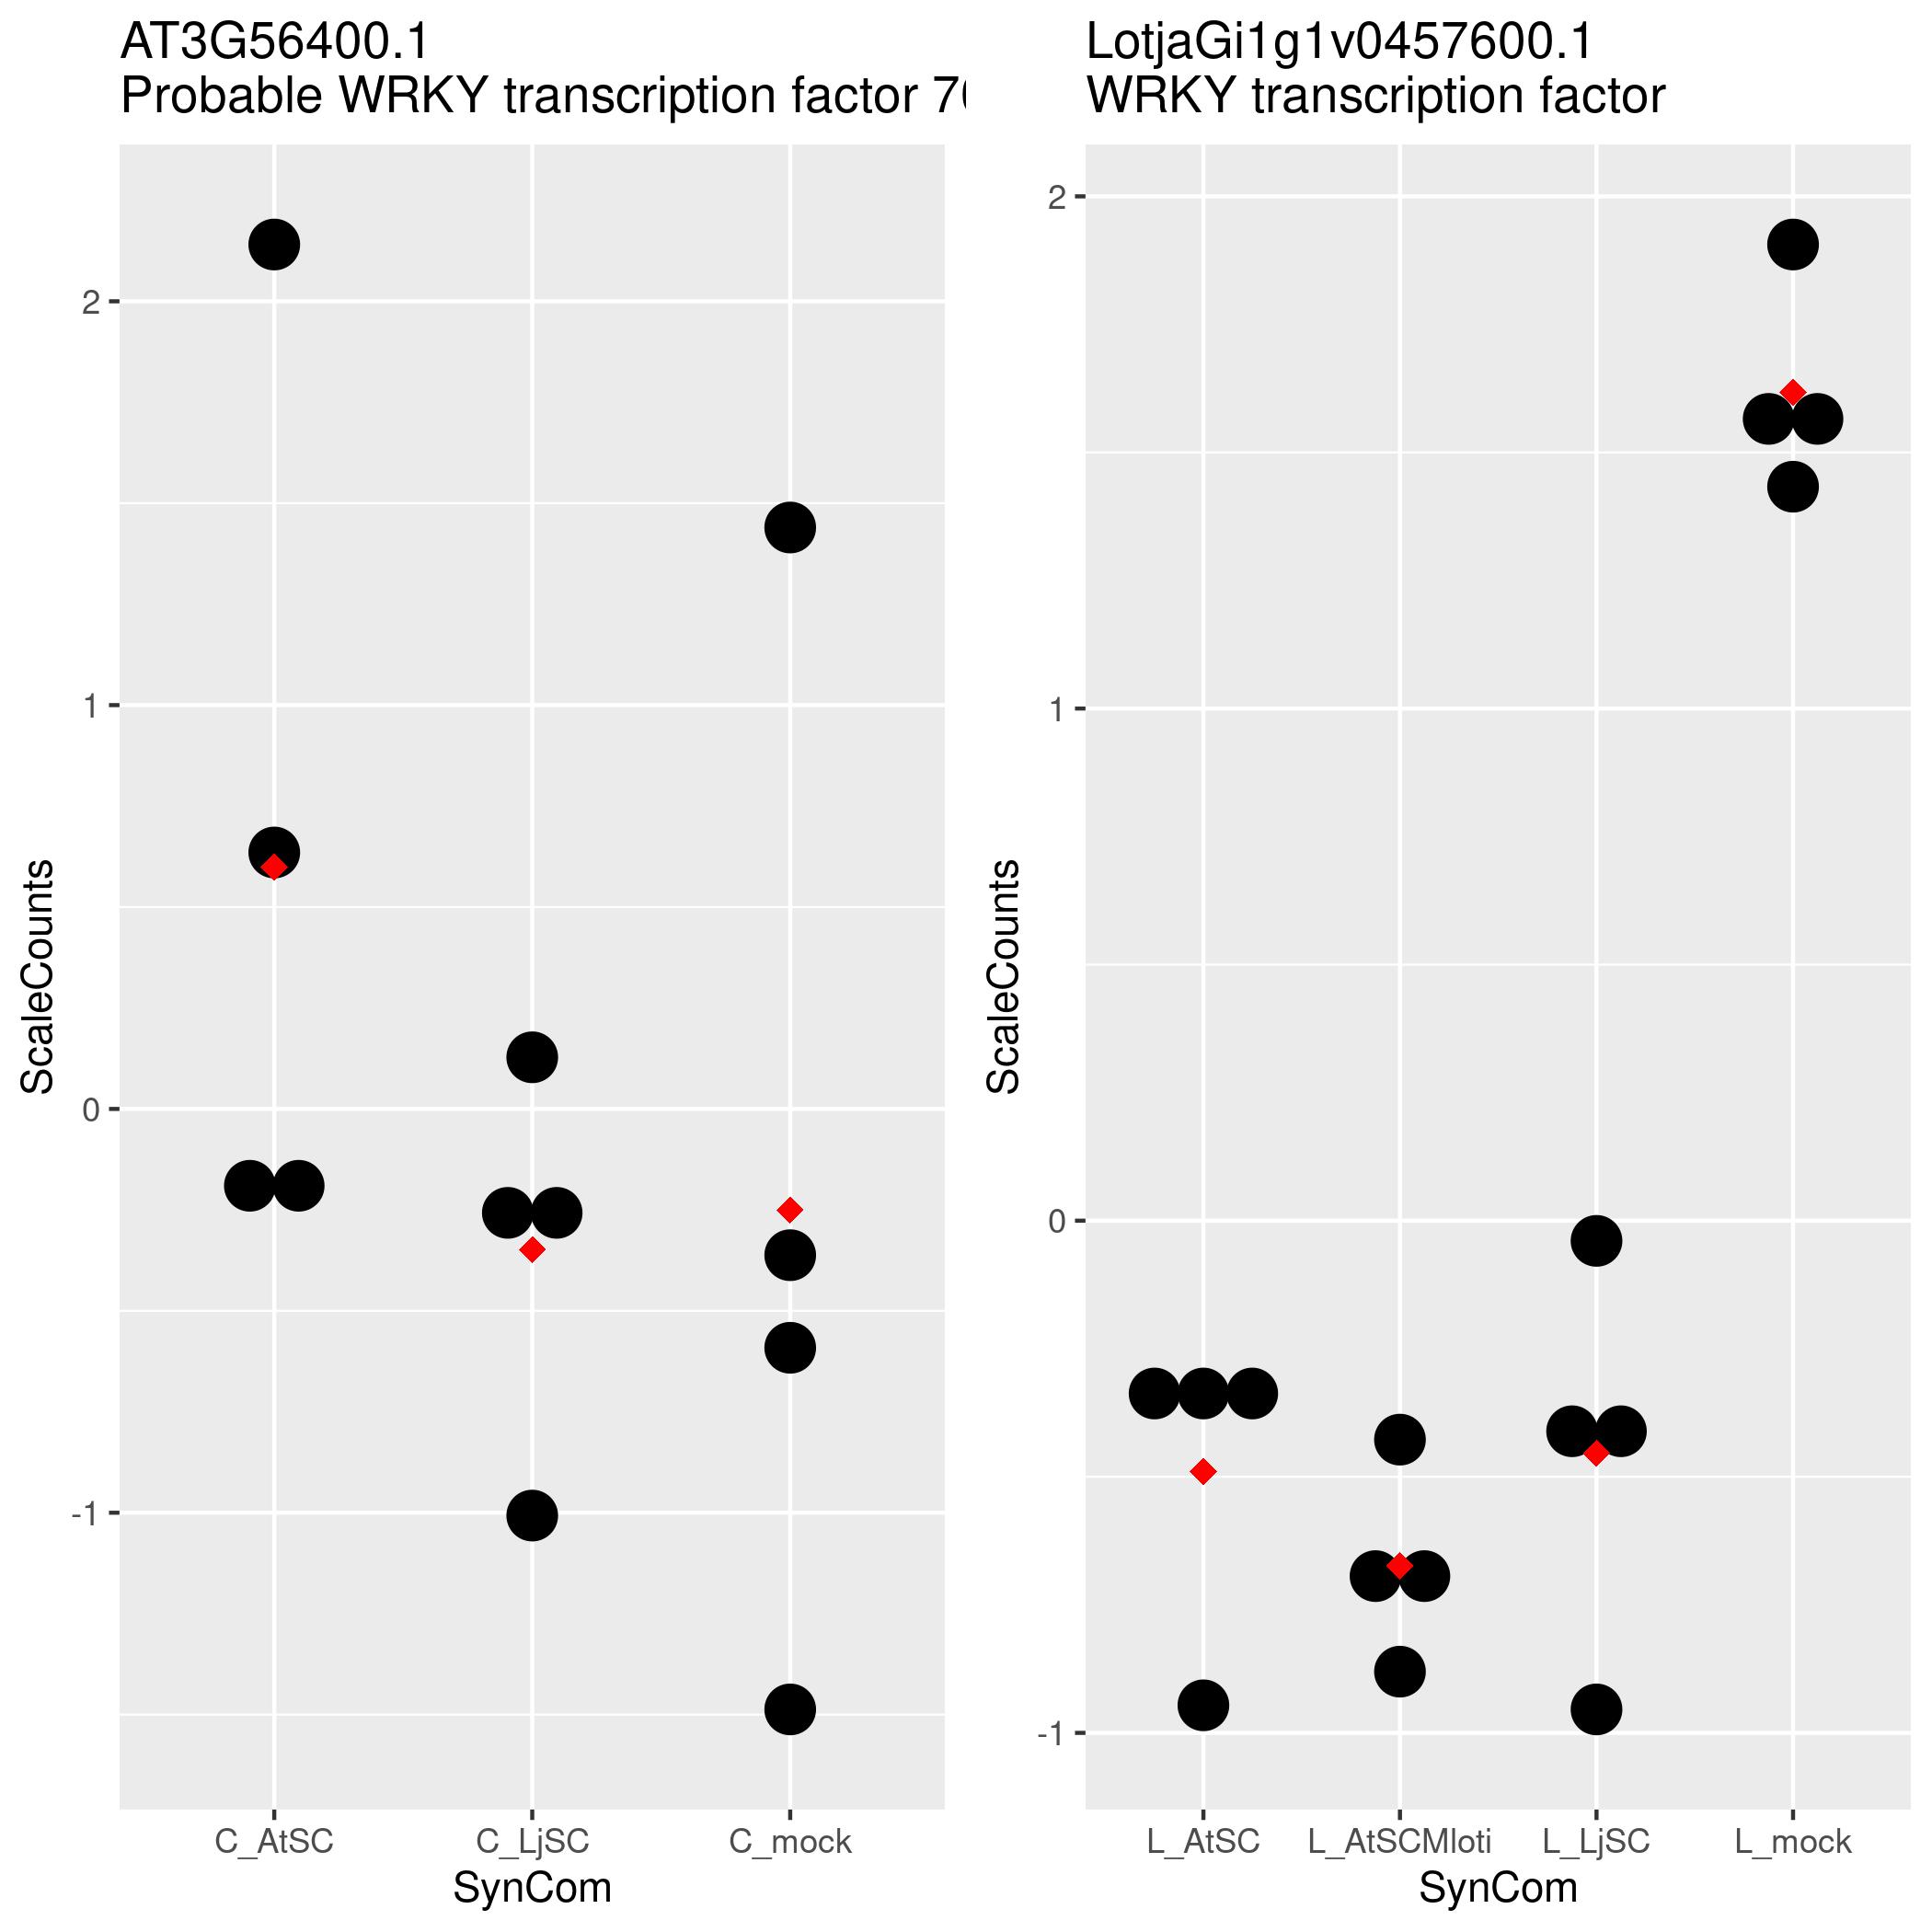 AT3G56400.1
Probable WRKY transcription factor
ScaleCounts
2
1
0
-1
C_AtSC C_LjSC C_mock
SynCom
LotjaGi1g1v0457600.1
WRKY transcription factor
ScaleCounts
2
1
0
-1
L_AtSC L_AtSCMloti L_LjSC L_mock
SynCom